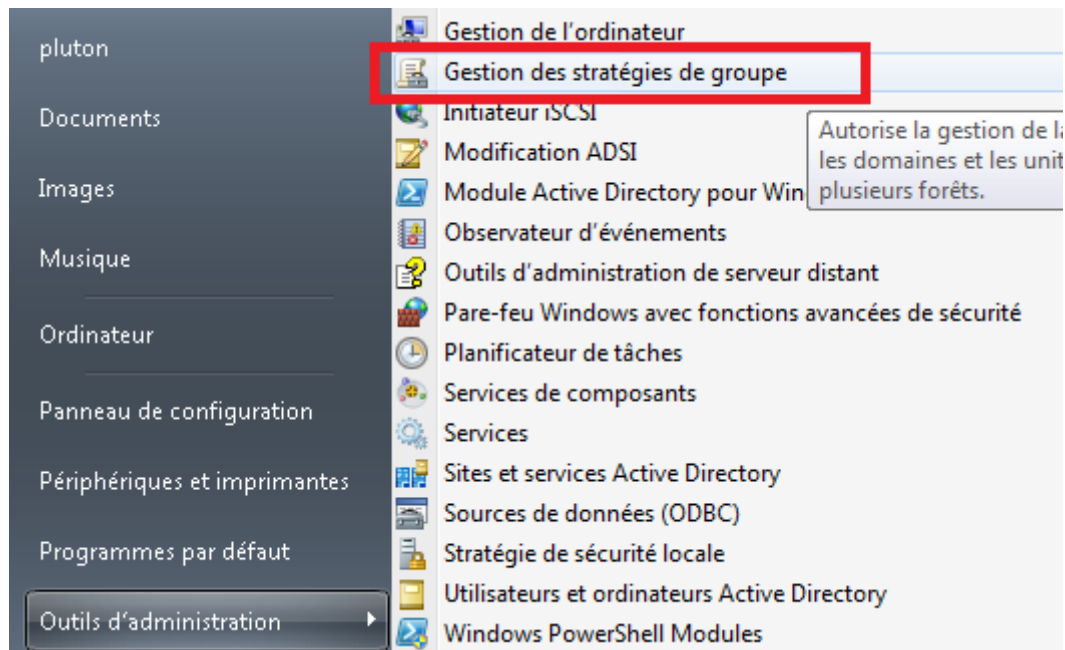 pluton
Documents
Images
Musique
Ordinateur
Panneau de configuration
Périphériques et imprimantes
Programmes par défaut
Outils d'administration
Gestion de l'ordinateur
Gestion des stratégies de groupe
Initiateur iSCSI
Modification ADSI
Module Active Directory pour Win
Observateur d'événements
Outils d'administration de serveur distant
Pare-feu Windows avec fonctions avancées de sécurité
Planificateur de tâches
Services de composants
Services
Sites et services Active Directory
Sources de données (ODBC)
Stratégie de sécurité locale
Utilisateurs et ordinateurs Active Directory
Windows PowerShell Modules
Autorise la gestion de la
les domaines et les unit
plusieurs forêts.